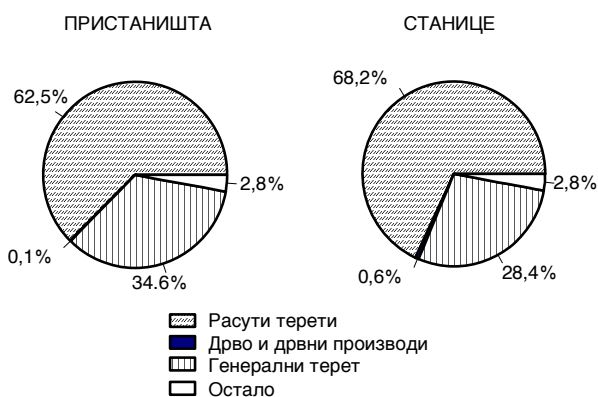 ПРИСТАНИШТА
СТАНИЦЕ
62,5%
68,2%
2,8%
2,8%
0,1%
34.6%
0,6%
28,4%
Расути терети
Дрво и дрвни производи
Генерални терет
Остало